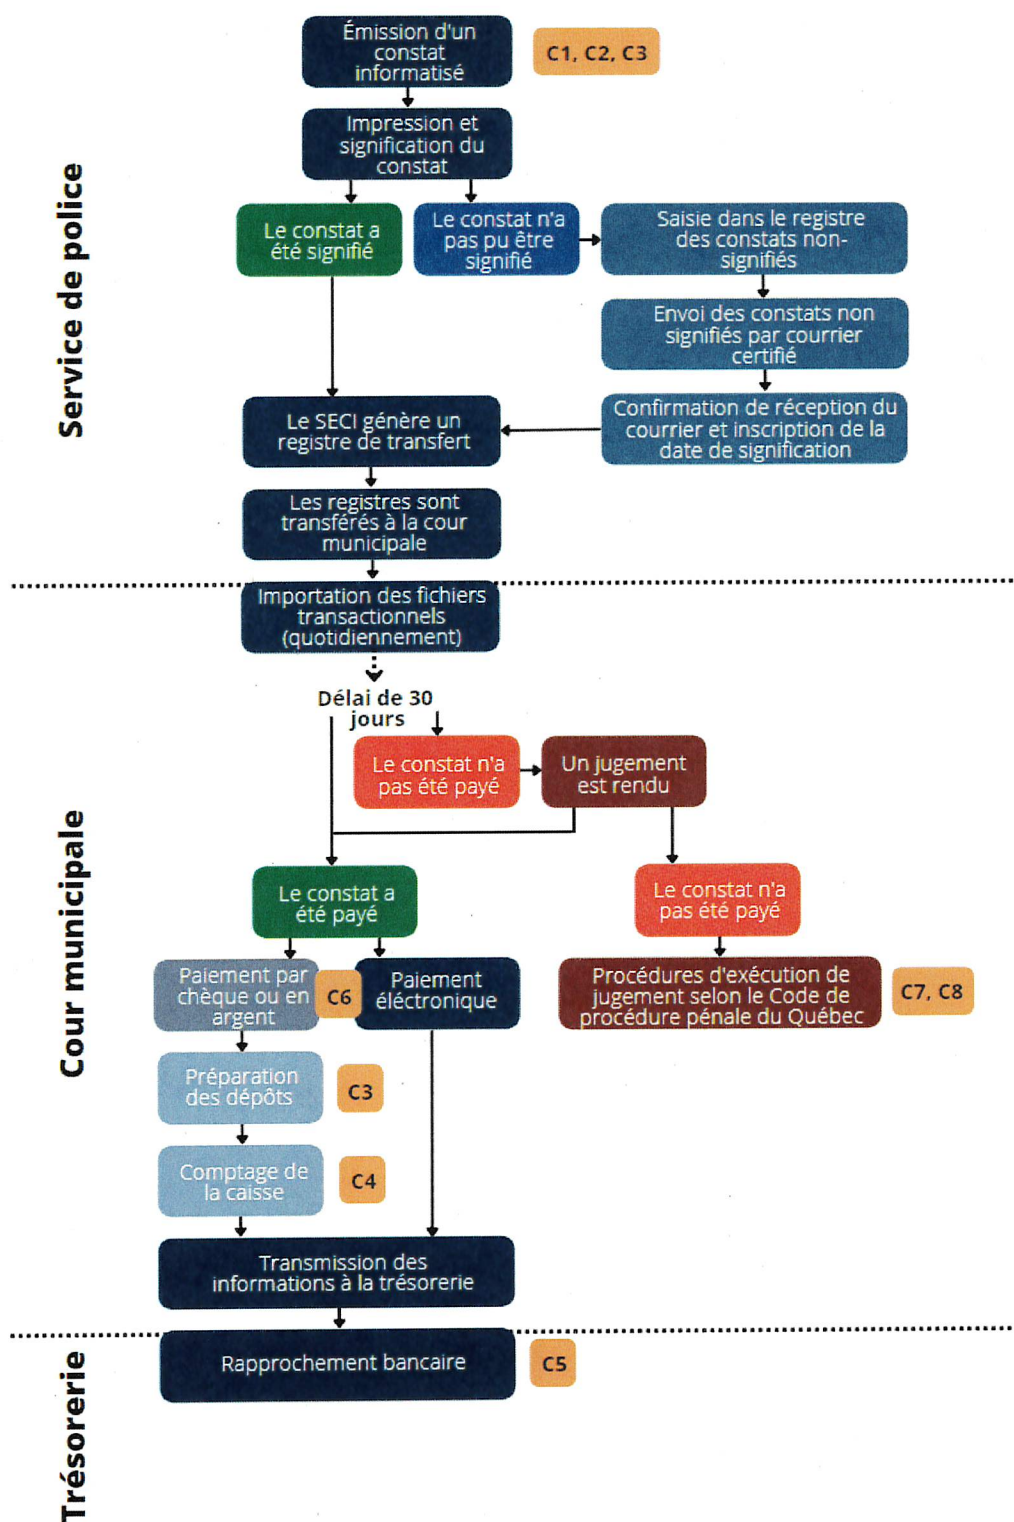 Service de police
Émission d'un
constat
informatisé
C1, C2, C3
Impression et
signification du
constat
Le constat a
été signifié
Le constat n'a
pas pu être
signifié
Saisie dans le registre
des constats non-
signifiés
Envoi des constats non
signifiés par courrier
certifié
Confirmation de réception du
courrier et inscription de la
date de signification
Le SECI génère un
registre de transfert
Les registres sont
transférés à la cour
municipale
Cour municipale
Importation des fichiers
transactionnels
(quotidiennement)
Délai de 30
jours
Le constat n'a
pas été payé
Un jugement
est rendu
Le constat a
été payé
Le constat n'a
pas été payé
Paiement par
chèque ou en
argent
C6
Paiement
éléctronique
Procédures d'exécution de
jugement selon le Code de
procédure pénale du Québec
C7, C8
Préparation
des dépôts
C3
Comptage de
la caisse
C4
Transmission des
informations à la trésorerie
Trésorerie
Rapprochement bancaire
C5